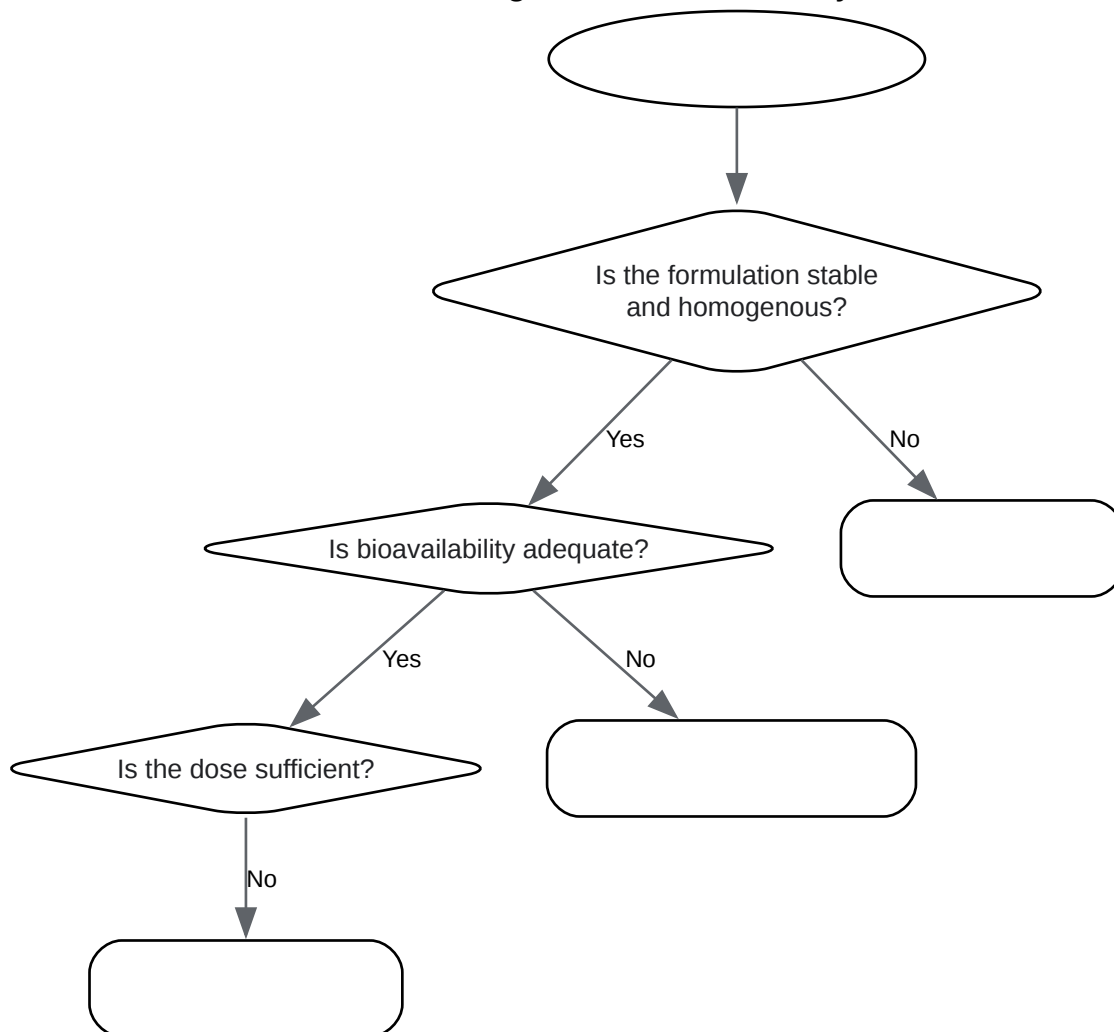 Is the formulation stable
and homogenous?
Yes
No
Is bioavailability adequate?
Yes
No
Is the dose sufficient?
No